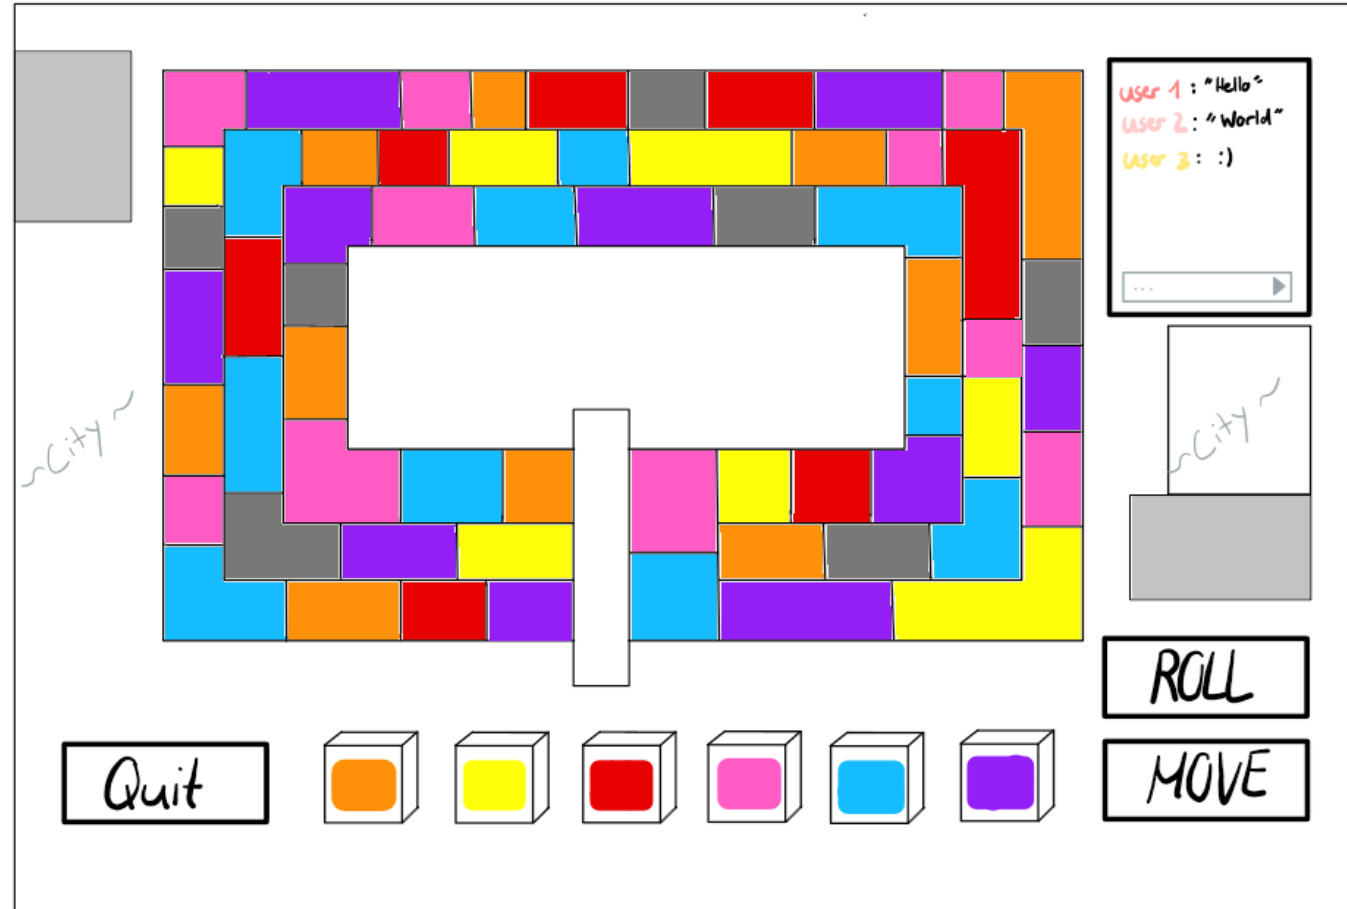 user 1 : "Hello"
user 2 : "World"
user 3 : :)
...
~City~
~City~
ROLL
MOVE
Quit